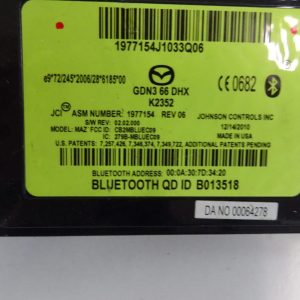 1977154J1033Q06
e9*72/245*2006/28*6185*00
GDN3 66 DHX
K2352
CE 0682
JCI ASM NUMBER: 1977154 REV 06
JOHNSON CONTROLS INC
S/W REV: 02.02.000
12/14/2010
MODEL: MAZ FCC ID: CB2MBLUEC09
MADE IN USA
IC: 279B-MBLUEC09
U.S. PATENTS: 7,257,426, 7,346,374, 7,349,722, ADDITIONAL PATENTS PENDING
BLUETOOTH ADDRESS: 00:0A:30:7D:34:20
BLUETOOTH QD ID B013518
DA NO 00064278